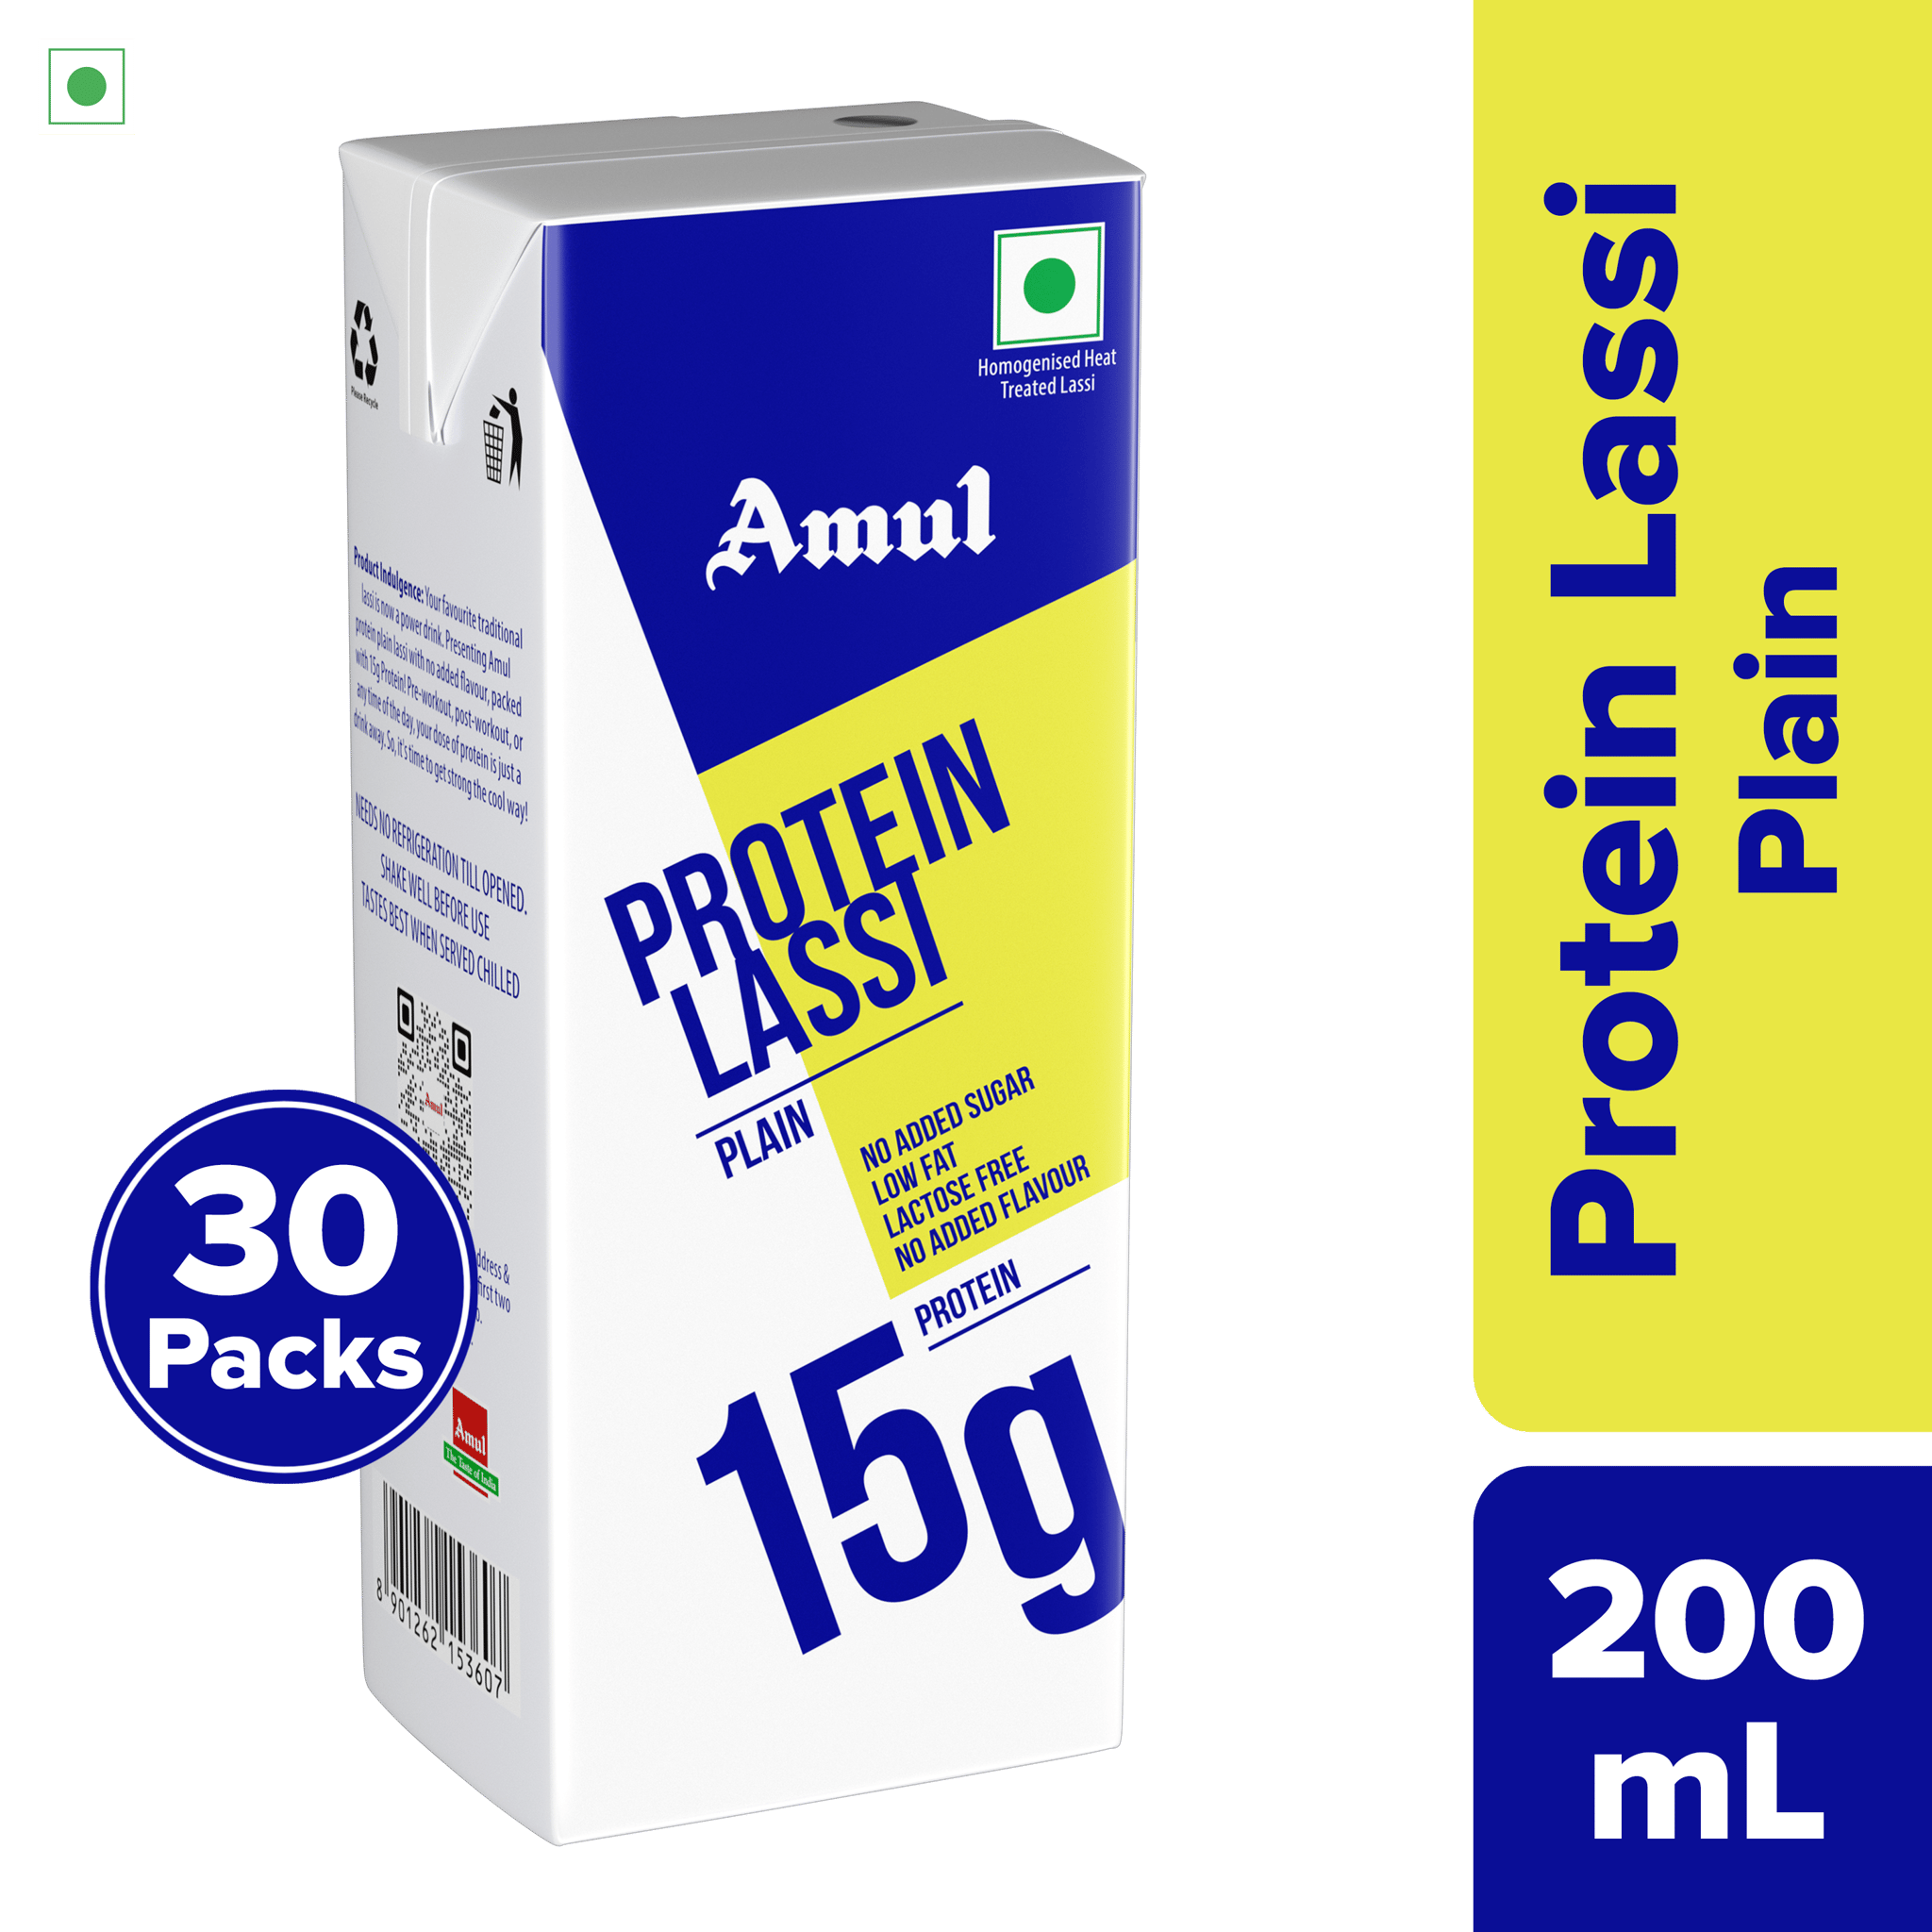 Homogenised Heat
Treated Lassi
Amul
PROTEIN
LASSI
PLAIN
NO ADDED SUGAR
LOW FAT
LACTOSE FREE
NO ADDED FLAVOUR
PROTEIN
15g
Please Recycle
Product Indulgence: Your favourite traditional
lassi is now a power drink. Presenting Amul
protein plain lassi with no added flavour, packed
with 15g Protein! Pre-workout, post-workout, or
any time of the day, your dose of protein is just a
drink away. So, it's time to get strong the cool way!
NEEDS NO REFRIGERATION TILL OPENED.
SHAKE WELL BEFORE USE
TASTES BEST WHEN SERVED CHILLED
Amul
first two
Amul
The Taste of India
8 901262 153607
30
Packs
Protein Lassi
Plain
200
mL